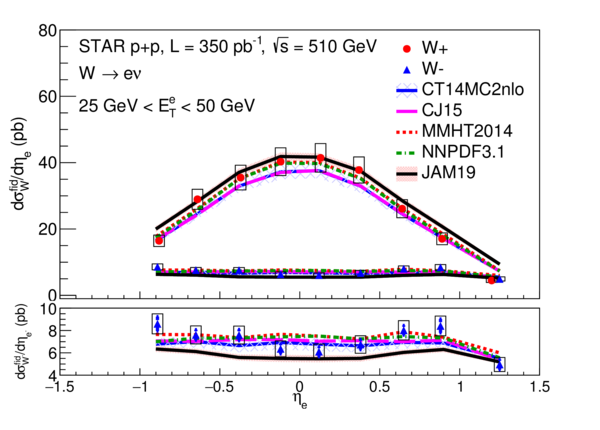 80
60
40
20
0
dσ_W^fid/dη_e (pb)
STAR p+p, L = 350 pb⁻¹, √s = 510 GeV
W → eν
25 GeV < E_T^e < 50 GeV
W+
W-
CT14MC2nlo
CJ15
MMHT2014
NNPDF3.1
JAM19
10
8
6
4
dσ_W^fid/dη_e (pb)
−1.5 −1 −0.5 0 0.5 1 1.5
η_e